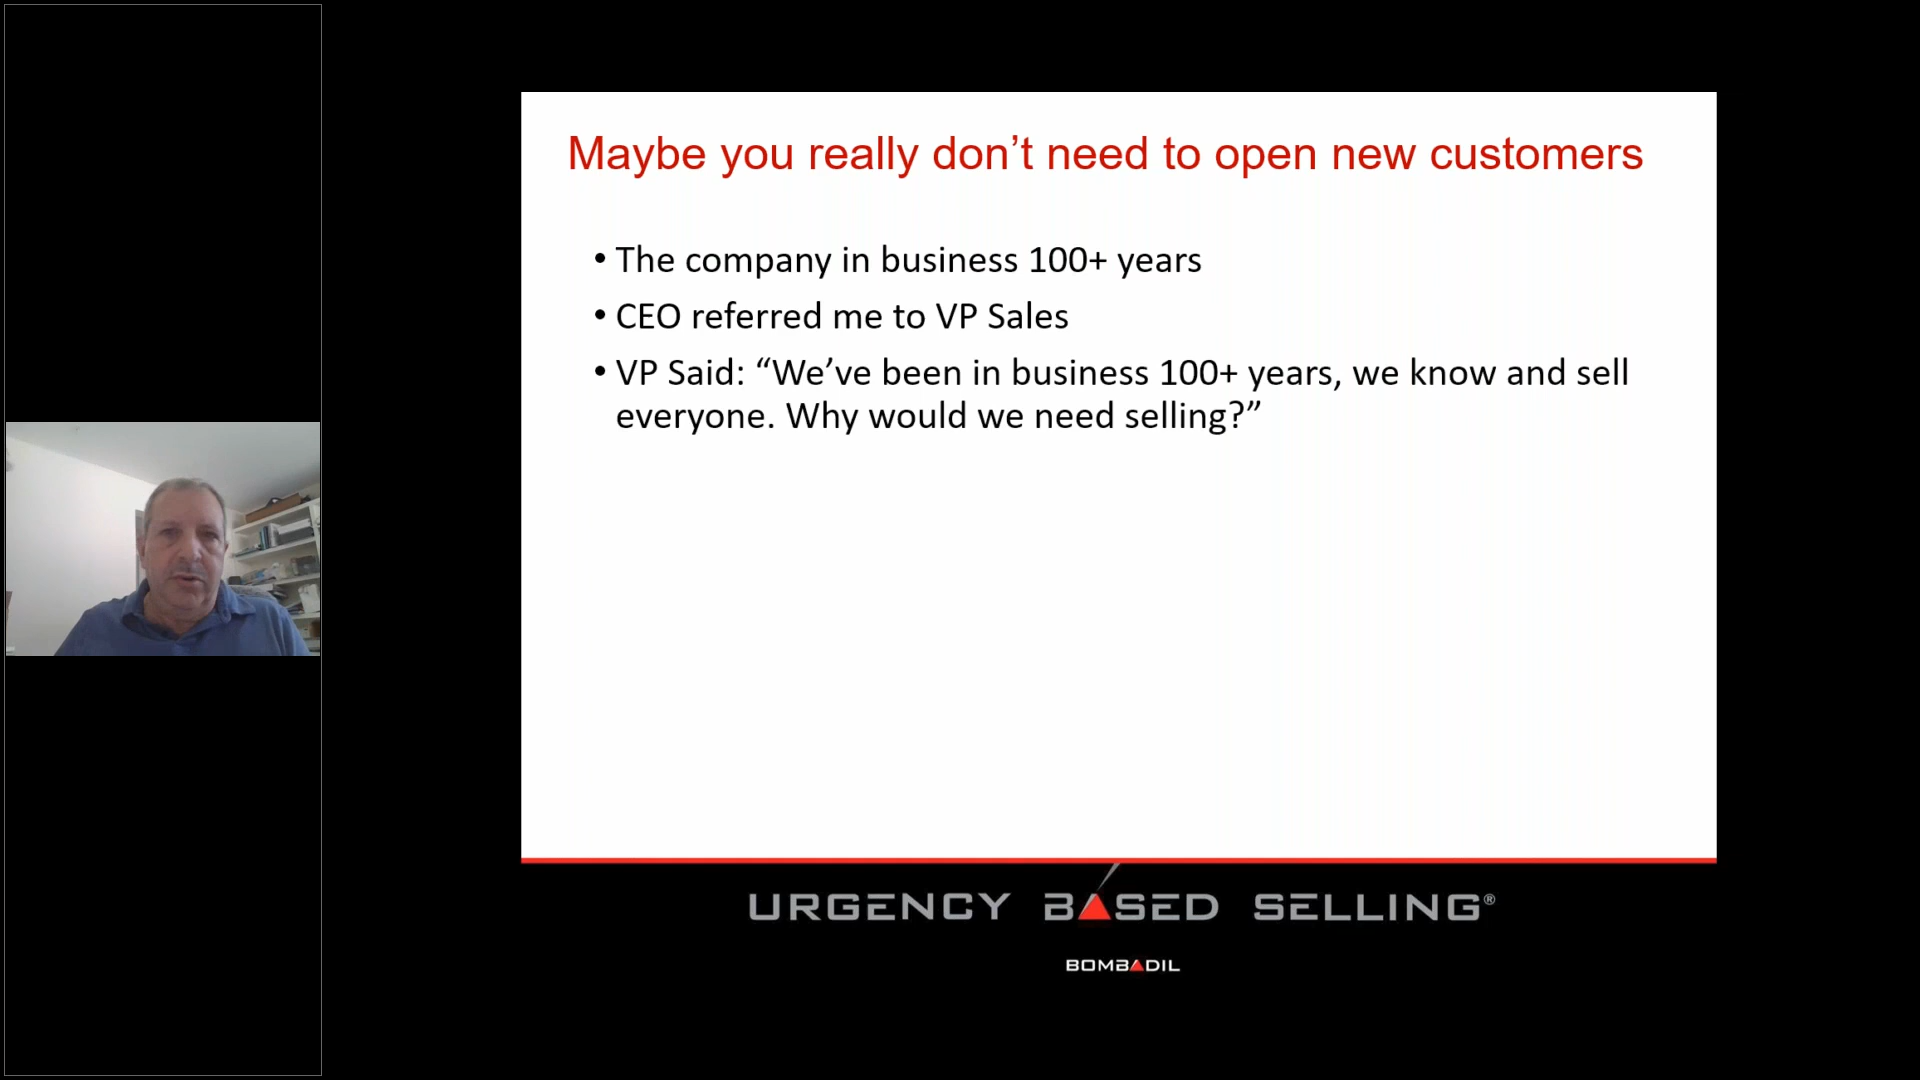 Maybe you really don’t need to open new customers
• The company in business 100+ years
• CEO referred me to VP Sales
• VP Said: “We’ve been in business 100+ years, we know and sell
everyone. Why would we need selling?”
URGENCY BASED SELLING®
BOMBADIL